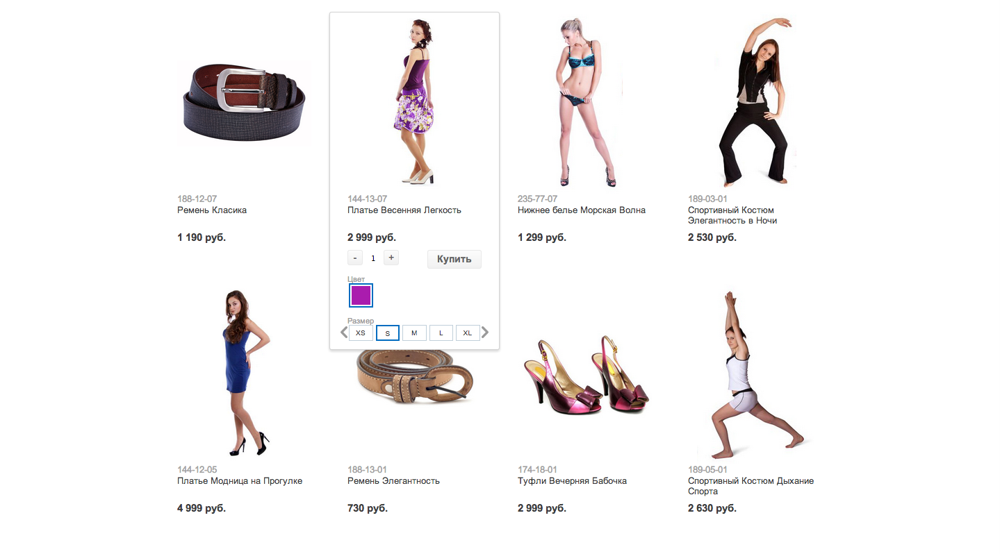 188-12-07
Ремень Класика
1 190 руб.
144-13-07
Платье Весенняя Легкость
2 999 руб.
- 1 +
Купить
Цвет
Размер
XS S M L XL
235-77-07
Нижнее белье Морская Волна
1 299 руб.
189-03-01
Спортивный Костюм
Элегантность в Ночи
2 530 руб.
144-12-05
Платье Модница на Прогулке
4 999 руб.
188-13-01
Ремень Элегантность
730 руб.
174-18-01
Туфли Вечерняя Бабочка
2 999 руб.
189-05-01
Спортивный Костюм Дыхание
Спорта
2 630 руб.